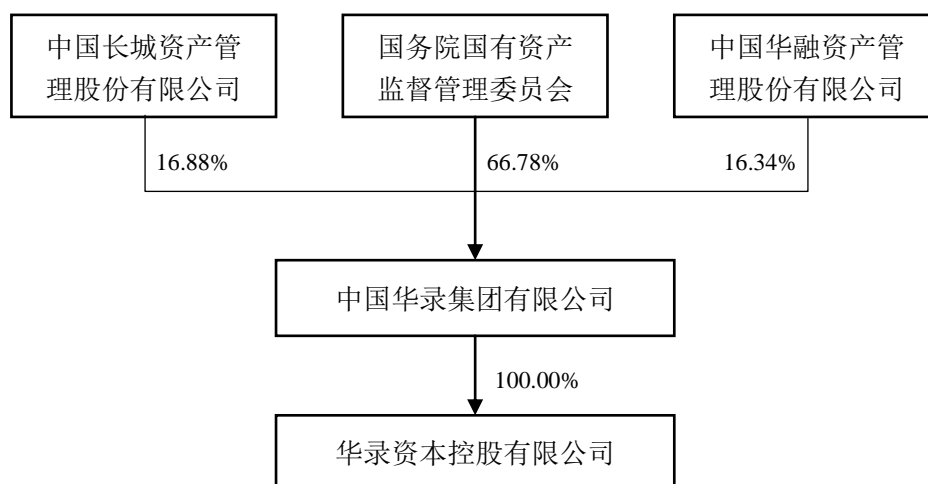 中国长城资产管
理股份有限公司
国务院国有资产
监督管理委员会
中国华融资产管
理股份有限公司
16.88%
66.78%
16.34%
中国华录集团有限公司
100.00%
华录资本控股有限公司